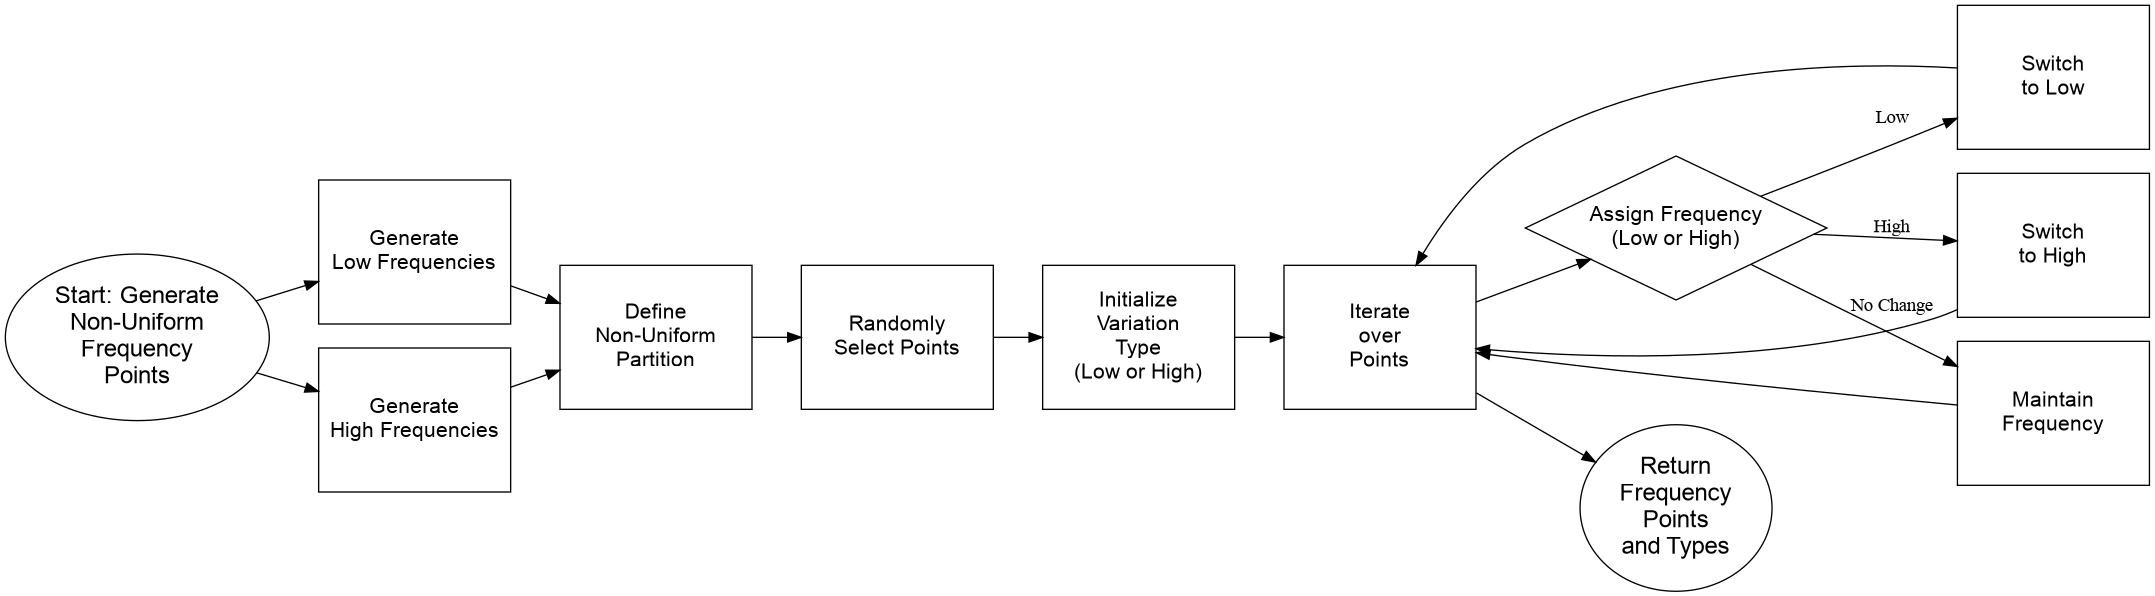 Start: Generate
Non-Uniform
Frequency
Points
Generate
Low Frequencies
Generate
High Frequencies
Define
Non-Uniform
Partition
Randomly
Select Points
Initialize
Variation
Type
(Low or High)
Iterate
over
Points
Assign Frequency
(Low or High)
Low
High
No Change
Switch
to Low
Switch
to High
Maintain
Frequency
Return
Frequency
Points
and Types